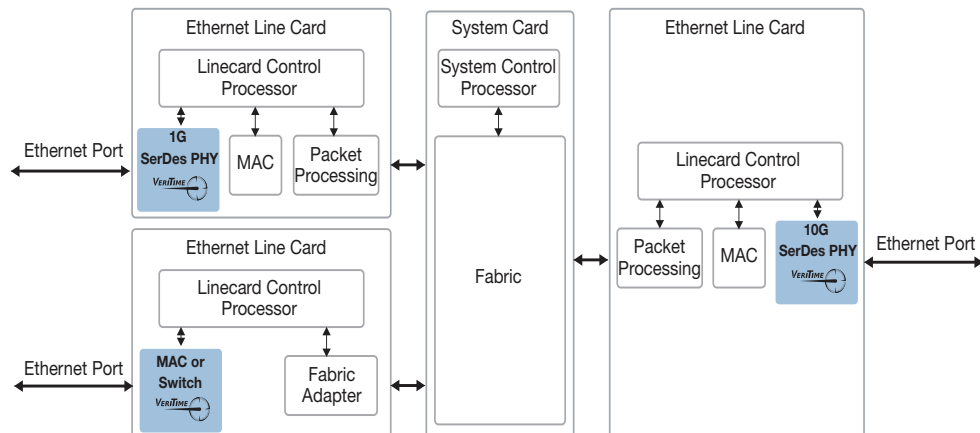 Ethernet Line Card
Linecard Control
Processor
1G
SerDes PHY
VERITIME
MAC
Packet
Processing
Ethernet Port
Ethernet Line Card
Linecard Control
Processor
MAC or
Switch
VERITIME
Fabric
Adapter
Ethernet Port
System Card
System Control
Processor
Fabric
Ethernet Line Card
Linecard Control
Processor
Packet
Processing
MAC
10G
SerDes PHY
VERITIME
Ethernet Port